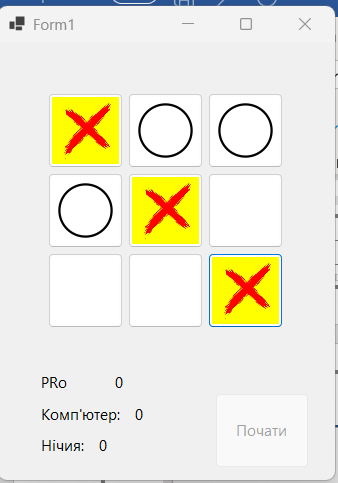 Form1
PRo 0
Комп'ютер: 0
Нічия: 0
Почати